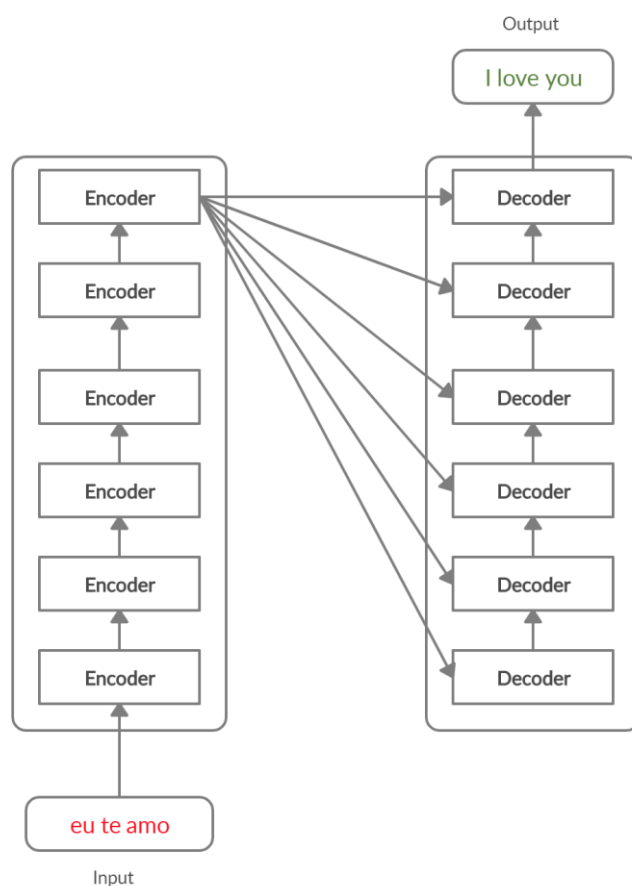 Output
I love you
Encoder
Encoder
Encoder
Encoder
Encoder
Encoder
Decoder
Decoder
Decoder
Decoder
Decoder
Decoder
eu te amo
Input